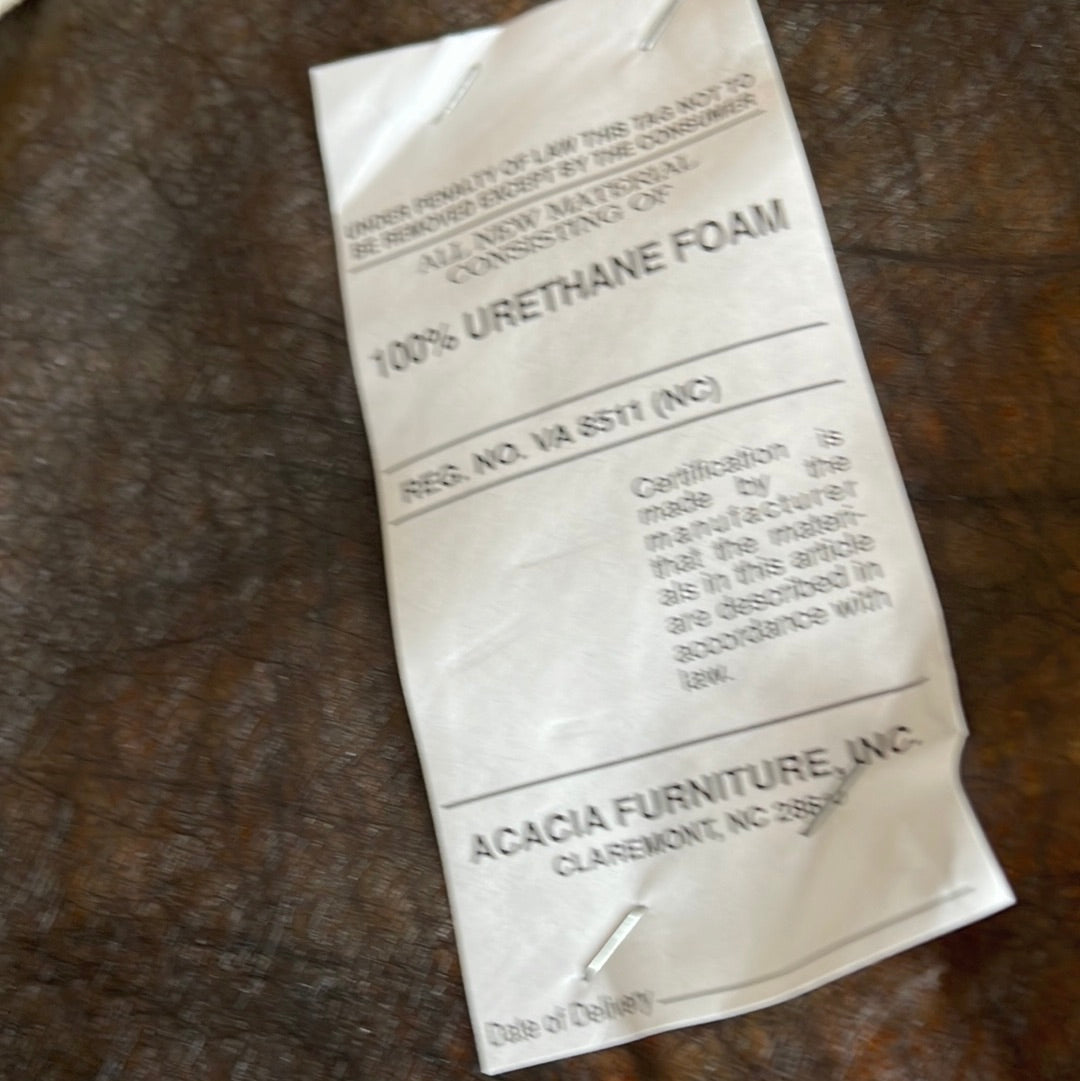 UNDER PENALTY OF LAW THIS TAG NOT TO
BE REMOVED EXCEPT BY THE CONSUMER
ALL NEW MATERIAL
CONSISTING OF
100% URETHANE FOAM
REG. NO. VA 8511 (NC)
Certification is
made by the
manufacturer
that the materi-
als in this article
are described in
accordance with
law.
ACACIA FURNITURE, INC.
CLAREMONT, NC
Date of Delivery